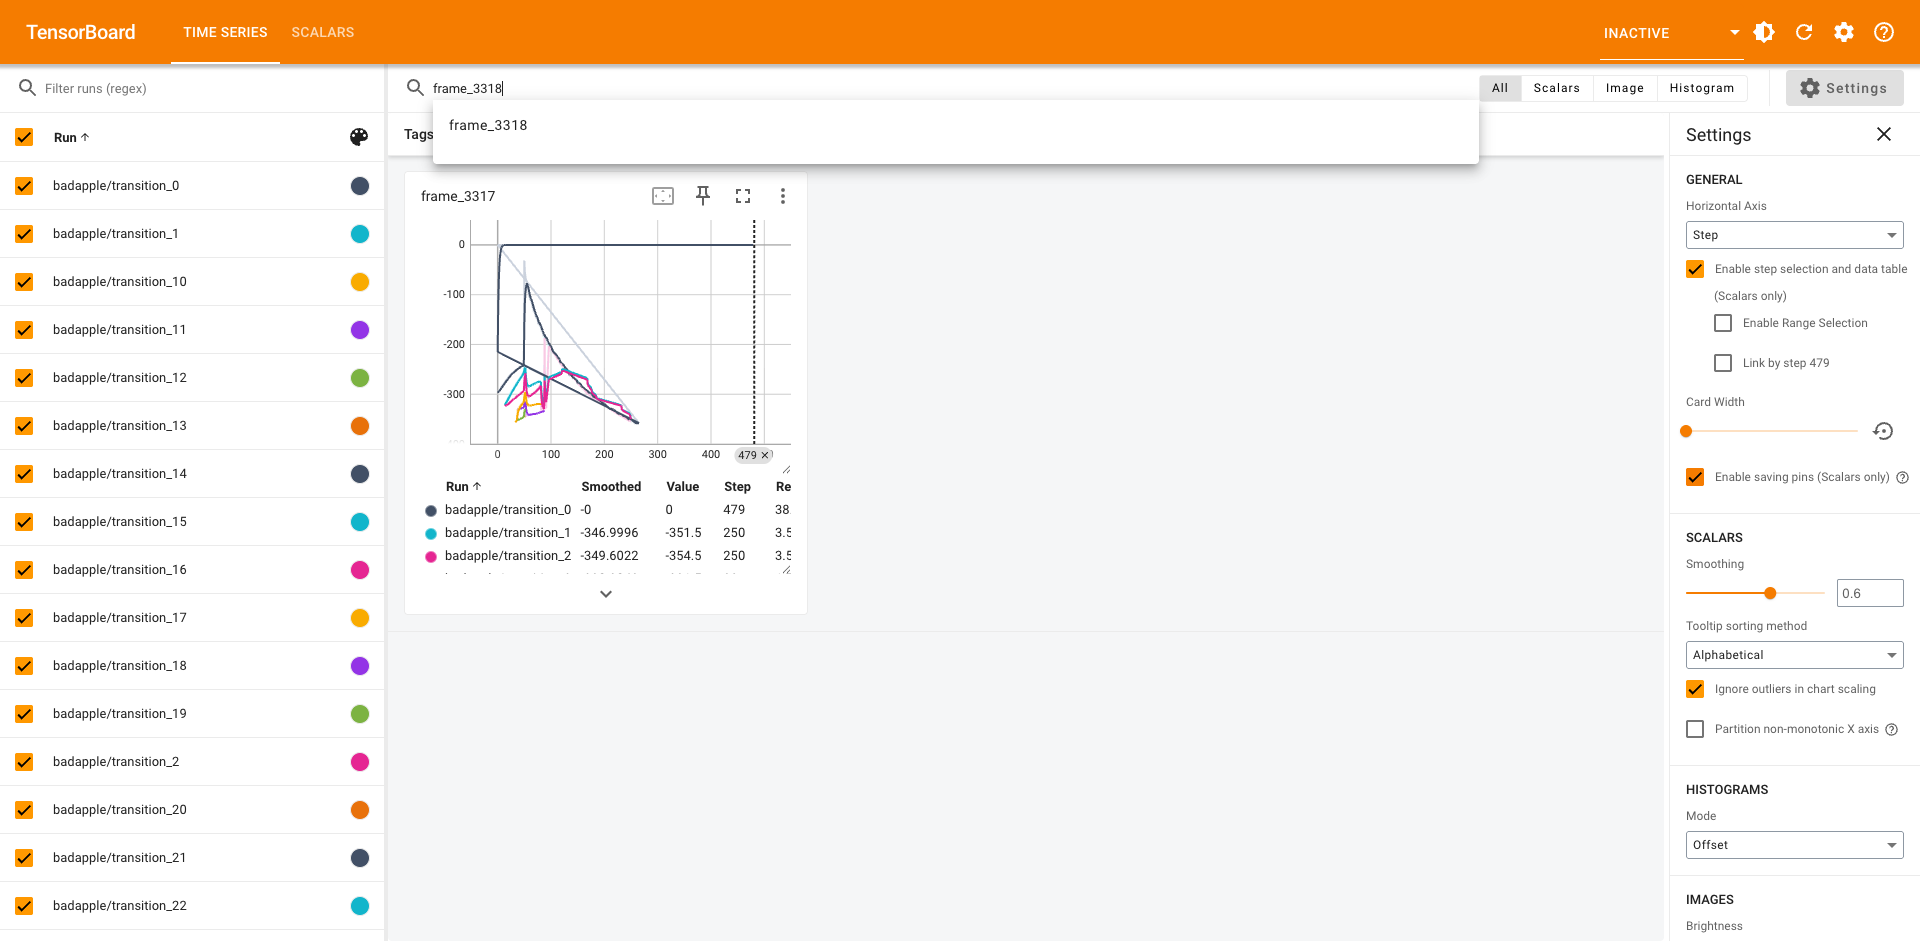 TensorBoard
TIME SERIES
SCALARS
INACTIVE
Filter runs (regex)
frame_3318
All
Scalars
Image
Histogram
Settings
frame_3318
Run
Tags
Settings
badapple/transition_0
badapple/transition_1
badapple/transition_10
badapple/transition_11
badapple/transition_12
badapple/transition_13
badapple/transition_14
badapple/transition_15
badapple/transition_16
badapple/transition_17
badapple/transition_18
badapple/transition_19
badapple/transition_2
badapple/transition_20
badapple/transition_21
badapple/transition_22
frame_3317
0
-100
-200
-300
0 100 200 300 400 479
Run Smoothed Value Step Re
badapple/transition_0 -0 0 479 38.
badapple/transition_1 -346.9996 -351.5 250 3.5
badapple/transition_2 -349.6022 -354.5 250 3.5
GENERAL
Horizontal Axis
Step
Enable step selection and data table
(Scalars only)
Enable Range Selection
Link by step 479
Card Width
Enable saving pins (Scalars only)
SCALARS
Smoothing
0.6
Tooltip sorting method
Alphabetical
Ignore outliers in chart scaling
Partition non-monotonic X axis
HISTOGRAMS
Mode
Offset
IMAGES
Brightness